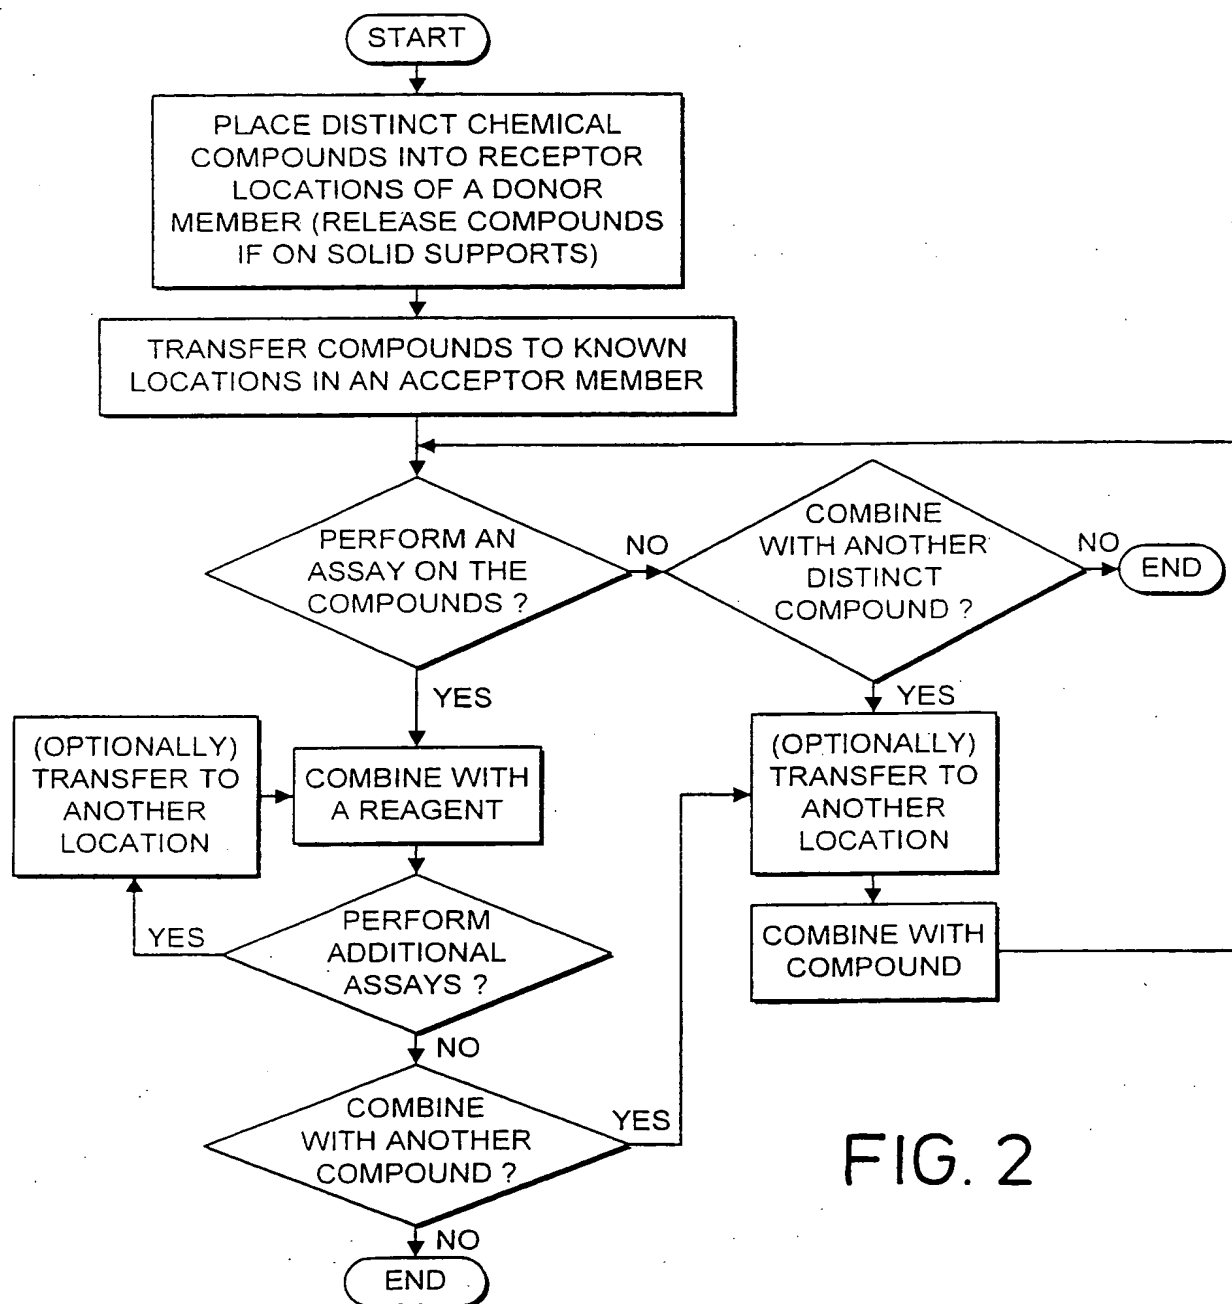 START
PLACE DISTINCT CHEMICAL
COMPOUNDS INTO RECEPTOR
LOCATIONS OF A DONOR
MEMBER (RELEASE COMPOUNDS
IF ON SOLID SUPPORTS)
TRANSFER COMPOUNDS TO KNOWN
LOCATIONS IN AN ACCEPTOR MEMBER
PERFORM AN
ASSAY ON THE
COMPOUNDS ?
NO
COMBINE
WITH ANOTHER
DISTINCT
COMPOUND ?
NO
END
YES
YES
(OPTIONALLY)
TRANSFER TO
ANOTHER
LOCATION
COMBINE WITH
A REAGENT
(OPTIONALLY)
TRANSFER TO
ANOTHER
LOCATION
YES
PERFORM
ADDITIONAL
ASSAYS ?
COMBINE WITH
COMPOUND
NO
COMBINE
WITH ANOTHER
COMPOUND ?
YES
NO
END
FIG. 2